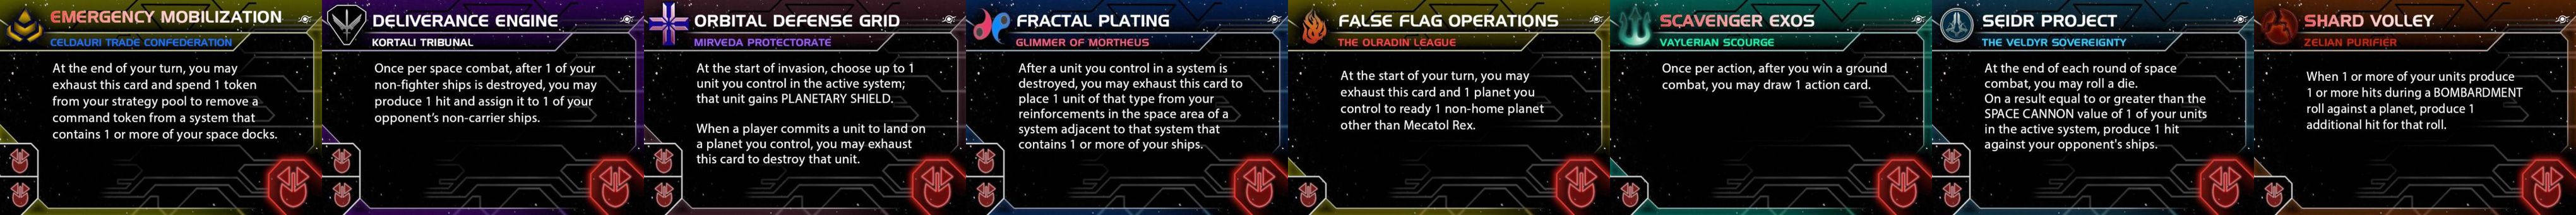 EMERGENCY MOBILIZATION
CELDAURI TRADE CONFEDERATION
At the end of your turn, you may
exhaust this card and spend 1 token
from your strategy pool to remove a
command token from a system that
contains 1 or more of your space docks.
DELIVERANCE ENGINE
KORTALI TRIBUNAL
Once per space combat, after 1 of your
non-fighter ships is destroyed, you may
produce 1 hit and assign it to 1 of your
opponent's non-carrier ships.
ORBITAL DEFENSE GRID
MIRVEDA PROTECTORATE
At the start of invasion, choose up to 1
unit you control in the active system;
that unit gains PLANETARY SHIELD.
When a player commits a unit to land on
a planet you control, you may exhaust
this card to destroy that unit.
FRACTAL PLATING
GLIMMER OF MORTHEUS
After a unit you control in a system is
destroyed, you may exhaust this card to
place 1 unit of that type from your
reinforcements in the space area of a
system adjacent to that system that
contains 1 or more of your ships.
FALSE FLAG OPERATIONS
THE OLRADIN LEAGUE
At the start of your turn, you may
exhaust this card and 1 planet you
control to ready 1 non-home planet
other than Mecatol Rex.
SCAVENGER EXOS
VAYLERIAN SCOURGE
Once per action, after you win a ground
combat, you may draw 1 action card.
SEIDR PROJECT
THE VELDYR SOVEREIGNTY
At the end of each round of space
combat, you may roll a die.
On a result equal to or greater than the
SPACE CANNON value of 1 of your units
in the active system, produce 1 hit
against your opponent's ships.
SHARD VOLLEY
ZELIAN PURIFIER
When 1 or more of your units produce
1 or more hits during a BOMBARDMENT
roll against a planet, produce 1
additional hit for that roll.